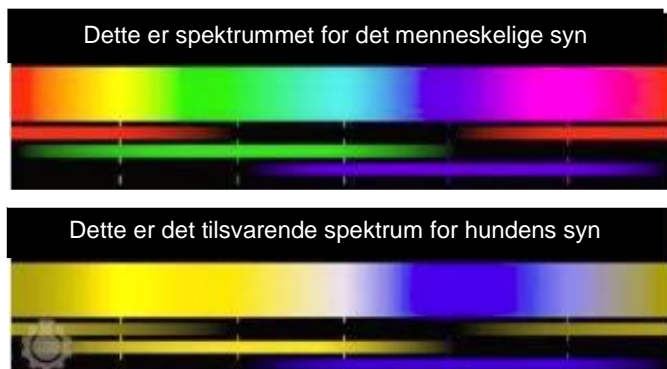 Dette er spektrummet for det menneskelige syn
Dette er det tilsvarende spektrum for hundens syn